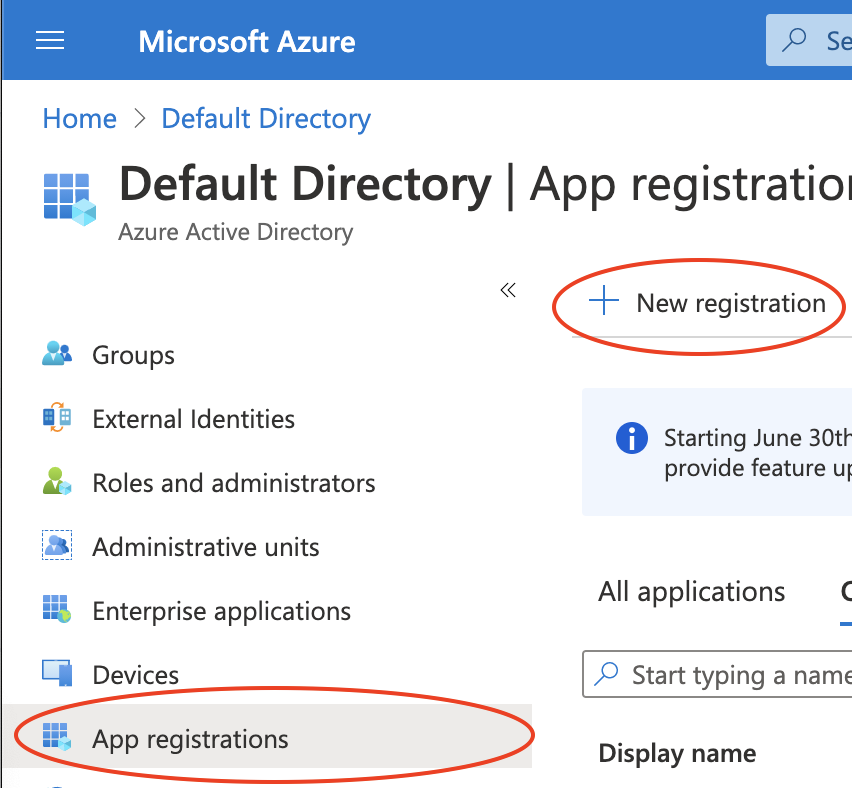 Microsoft Azure
Home > Default Directory
Default Directory | App registration
Azure Active Directory
«
+ New registration
Groups
External Identities
Roles and administrators
Administrative units
Enterprise applications
Devices
App registrations
Starting June 30th
provide feature
All applications
Start typing a name
Display name